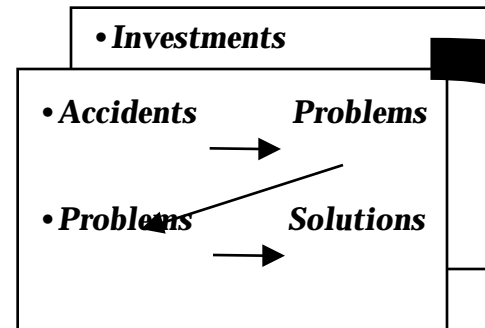 • Investments
• Accidents Problems
• Problems Solutions